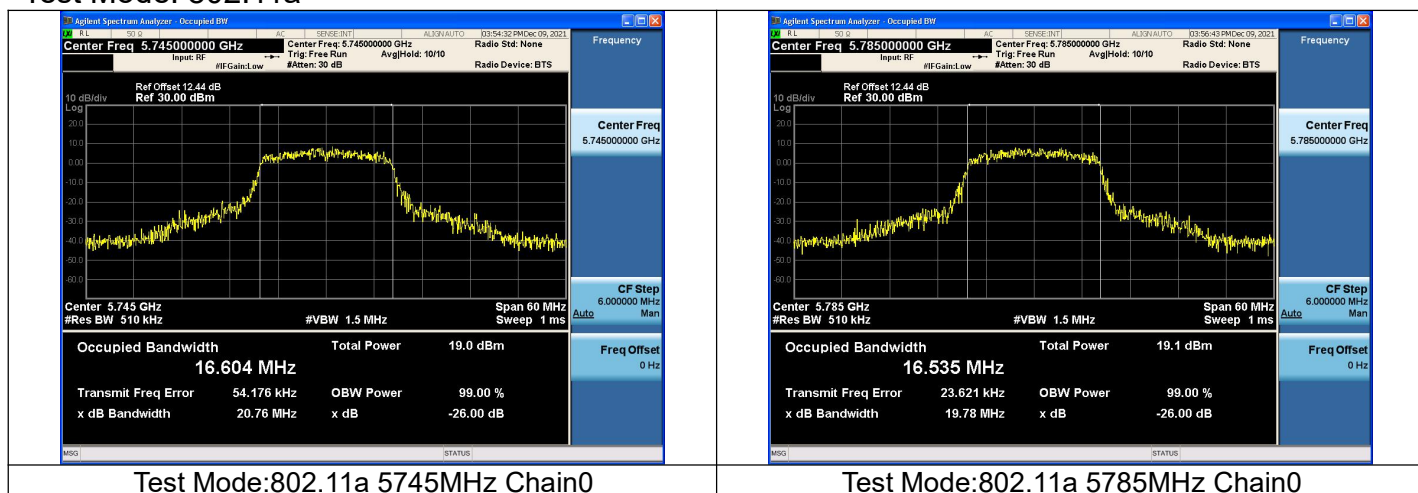 Test Mode: 802.11a
Agilent Spectrum Analyzer - Occupied BW
RL 50 Ω AC SENSE:INT ALIGN AUTO 03:54:32 PM Dec 09, 2021
Center Freq 5.745000000 GHz
Center Freq: 5.745000000 GHz
Radio Std: None
Input: RF
Trig: Free Run
Avg|Hold: 10/10
#IFGain:Low
#Atten: 30 dB
Radio Device: BTS
Ref Offset 12.44 dB
10 dB/div Ref 30.00 dBm
Log
20.0
10.0
0.00
-10.0
-20.0
-30.0
-40.0
-50.0
-60.0
Center 5.745 GHz
Span 60 MHz
#Res BW 510 kHz
#VBW 1.5 MHz
Sweep 1 ms
Occupied Bandwidth
16.604 MHz
Total Power 19.0 dBm
Transmit Freq Error 54.176 kHz
OBW Power 99.00 %
x dB Bandwidth 20.76 MHz
x dB -26.00 dB
MSG
STATUS
Frequency
Center Freq
5.745000000 GHz
CF Step
6.000000 MHz
Auto Man
Freq Offset
0 Hz
Test Mode:802.11a 5745MHz Chain0
Agilent Spectrum Analyzer - Occupied BW
RL 50 Ω AC SENSE:INT ALIGN AUTO 03:56:43 PM Dec 09, 2021
Center Freq 5.785000000 GHz
Center Freq: 5.785000000 GHz
Radio Std: None
Input: RF
Trig: Free Run
Avg|Hold: 10/10
#IFGain:Low
#Atten: 30 dB
Radio Device: BTS
Ref Offset 12.44 dB
10 dB/div Ref 30.00 dBm
Log
20.0
10.0
0.00
-10.0
-20.0
-30.0
-40.0
-50.0
-60.0
Center 5.785 GHz
Span 60 MHz
#Res BW 510 kHz
#VBW 1.5 MHz
Sweep 1 ms
Occupied Bandwidth
16.535 MHz
Total Power 19.1 dBm
Transmit Freq Error 23.621 kHz
OBW Power 99.00 %
x dB Bandwidth 19.78 MHz
x dB -26.00 dB
MSG
STATUS
Frequency
Center Freq
5.785000000 GHz
CF Step
6.000000 MHz
Auto Man
Freq Offset
0 Hz
Test Mode:802.11a 5785MHz Chain0